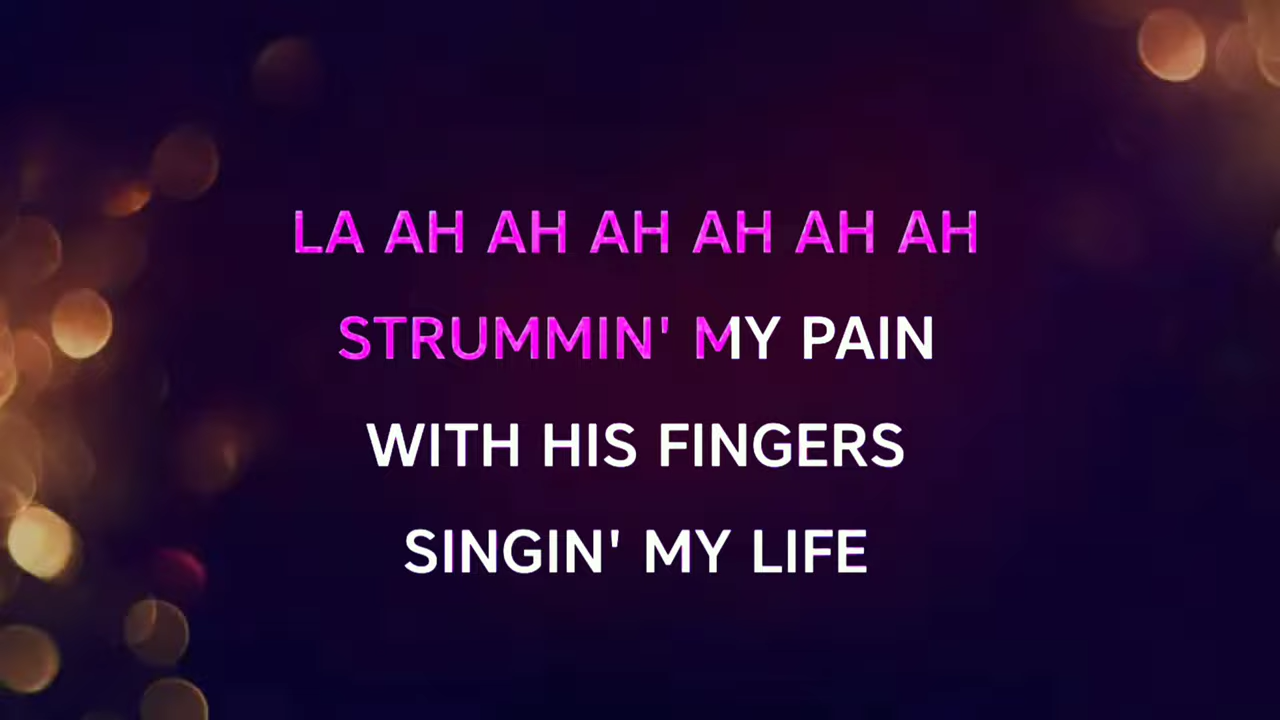 LA AH AH AH AH AH AH
STRUMMIN' MY PAIN
WITH HIS FINGERS
SINGIN' MY LIFE